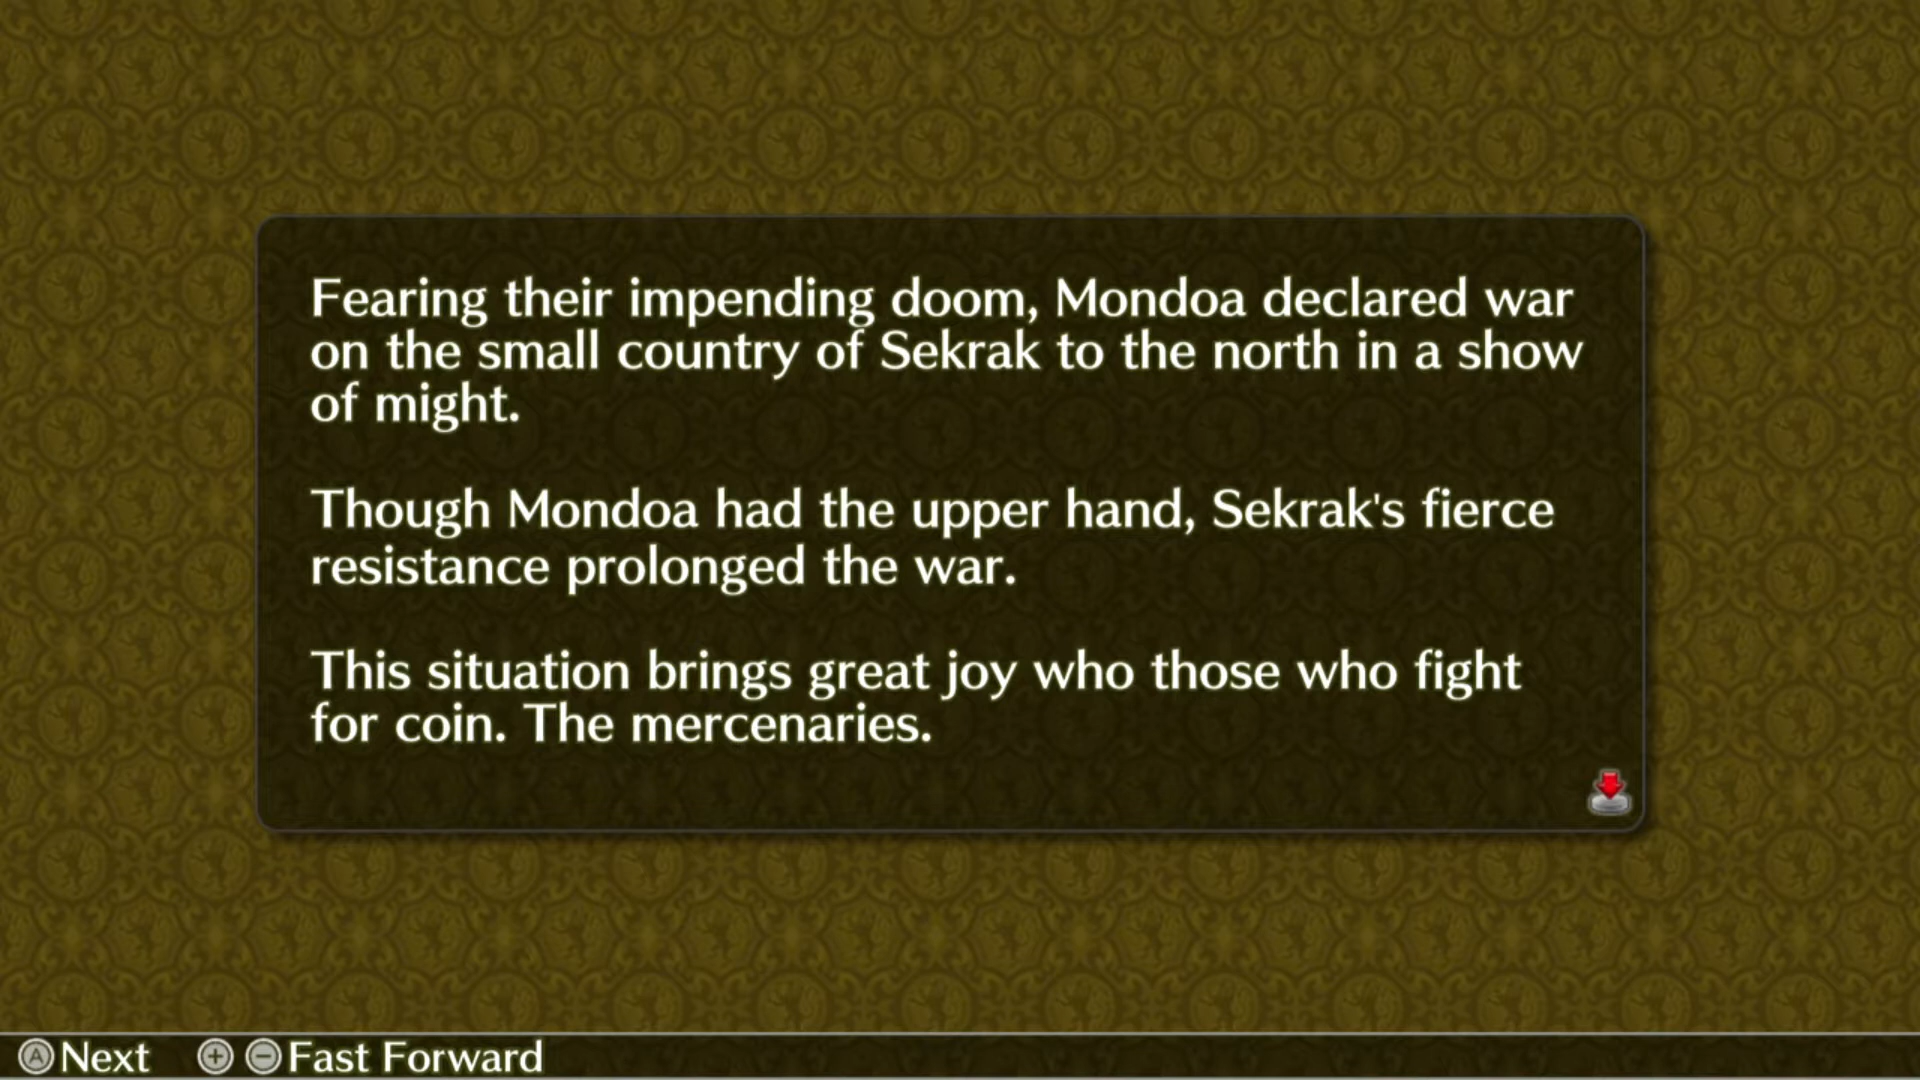 Fearing their impending doom, Mondoa declared war
on the small country of Sekrak to the north in a show
of might.
Though Mondoa had the upper hand, Sekrak's fierce
resistance prolonged the war.
This situation brings great joy who those who fight
for coin. The mercenaries.
A Next + - Fast Forward